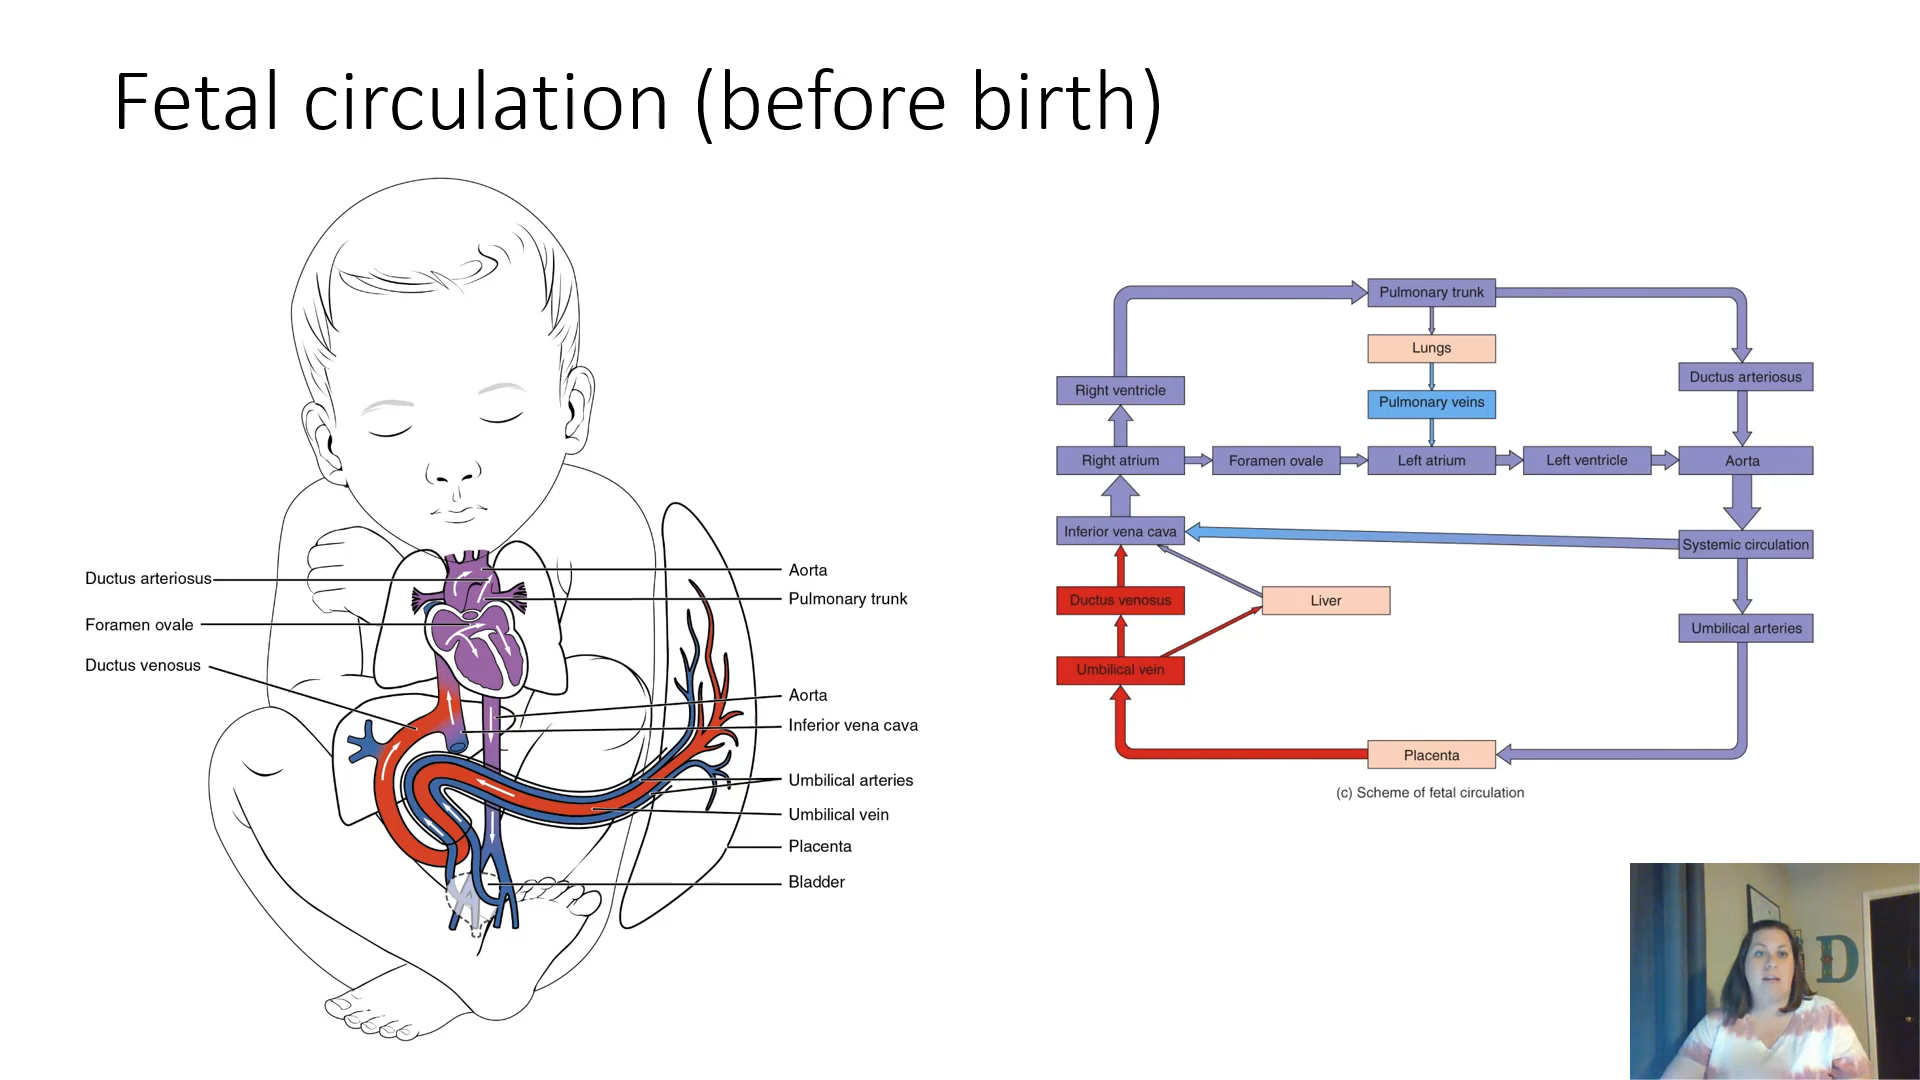 Fetal circulation (before birth)
Ductus arteriosus
Foramen ovale
Ductus venosus
Aorta
Pulmonary trunk
Aorta
Inferior vena cava
Umbilical arteries
Umbilical vein
Placenta
Bladder
Pulmonary trunk
Lungs
Ductus arteriosus
Right ventricle
Pulmonary veins
Right atrium
Foramen ovale
Left atrium
Left ventricle
Aorta
Inferior vena cava
Systemic circulation
Ductus venosus
Liver
Umbilical arteries
Umbilical vein
Placenta
(c) Scheme of fetal circulation
D